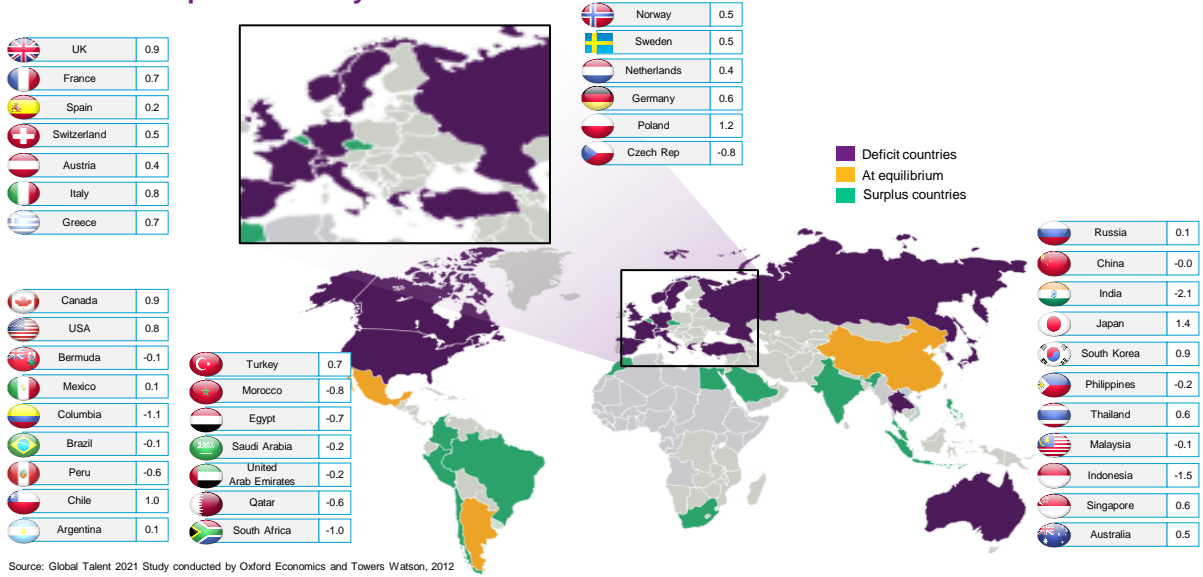 UK 0.9
France 0.7
Spain 0.2
Switzerland 0.5
Austria 0.4
Italy 0.8
Greece 0.7
Norway 0.5
Sweden 0.5
Netherlands 0.4
Germany 0.6
Poland 1.2
Czech Rep -0.8
Deficit countries
At equilibrium
Surplus countries
Canada 0.9
USA 0.8
Bermuda -0.1
Mexico 0.1
Columbia -1.1
Brazil -0.1
Peru -0.6
Chile 1.0
Argentina 0.1
Turkey 0.7
Morocco -0.8
Egypt -0.7
Saudi Arabia -0.2
United
Arab Emirates -0.2
Qatar -0.6
South Africa -1.0
Russia 0.1
China -0.0
India -2.1
Japan 1.4
South Korea 0.9
Philippines -0.2
Thailand 0.6
Malaysia -0.1
Indonesia -1.5
Singapore 0.6
Australia 0.5
Source: Global Talent 2021 Study conducted by Oxford Economics and Towers Watson, 2012